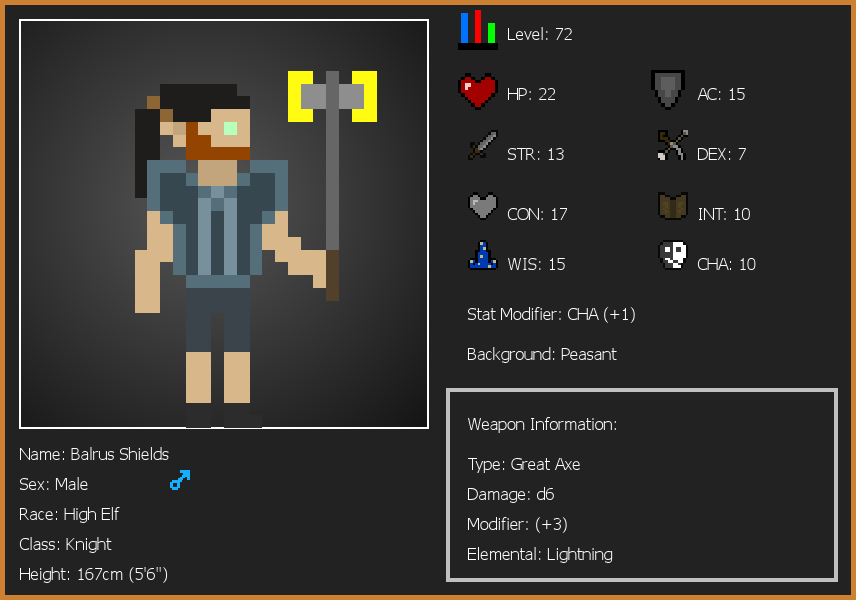 Level: 72
HP: 22
AC: 15
STR: 13
DEX: 7
CON: 17
INT: 10
WIS: 15
CHA: 10
Stat Modifier: CHA (+1)
Background: Peasant
Name: Balrus Shields
Sex: Male
Race: High Elf
Class: Knight
Height: 167cm (5'6")
Weapon Information:
Type: Great Axe
Damage: d6
Modifier: (+3)
Elemental: Lightning